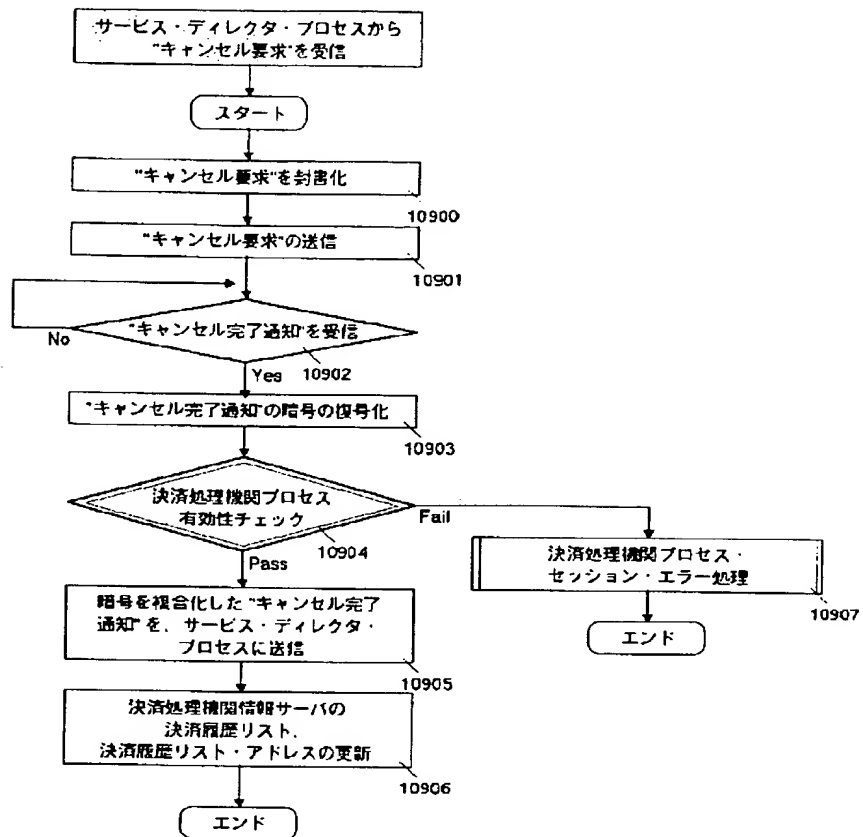 サービス・ディレクタ・プロセスから
"キャンセル要求"を受信
スタート
"キャンセル要求"を封書化
10900
"キャンセル要求"の送信
10901
"キャンセル完了通知"を受信
No
10902
Yes
"キャンセル完了通知"の暗号の復号化
10903
決済処理機関プロセス
有効性チェック
10904
Fail
Pass
決済処理機関プロセス・
セッション・エラー処理
10907
エンド
暗号を複合化した"キャンセル完了
通知"を、サービス・ディレクタ・
プロセスに送信
10905
決済処理機関情報サーバの
決済履歴リスト、
決済履歴リスト・アドレスの更新
10906
エンド